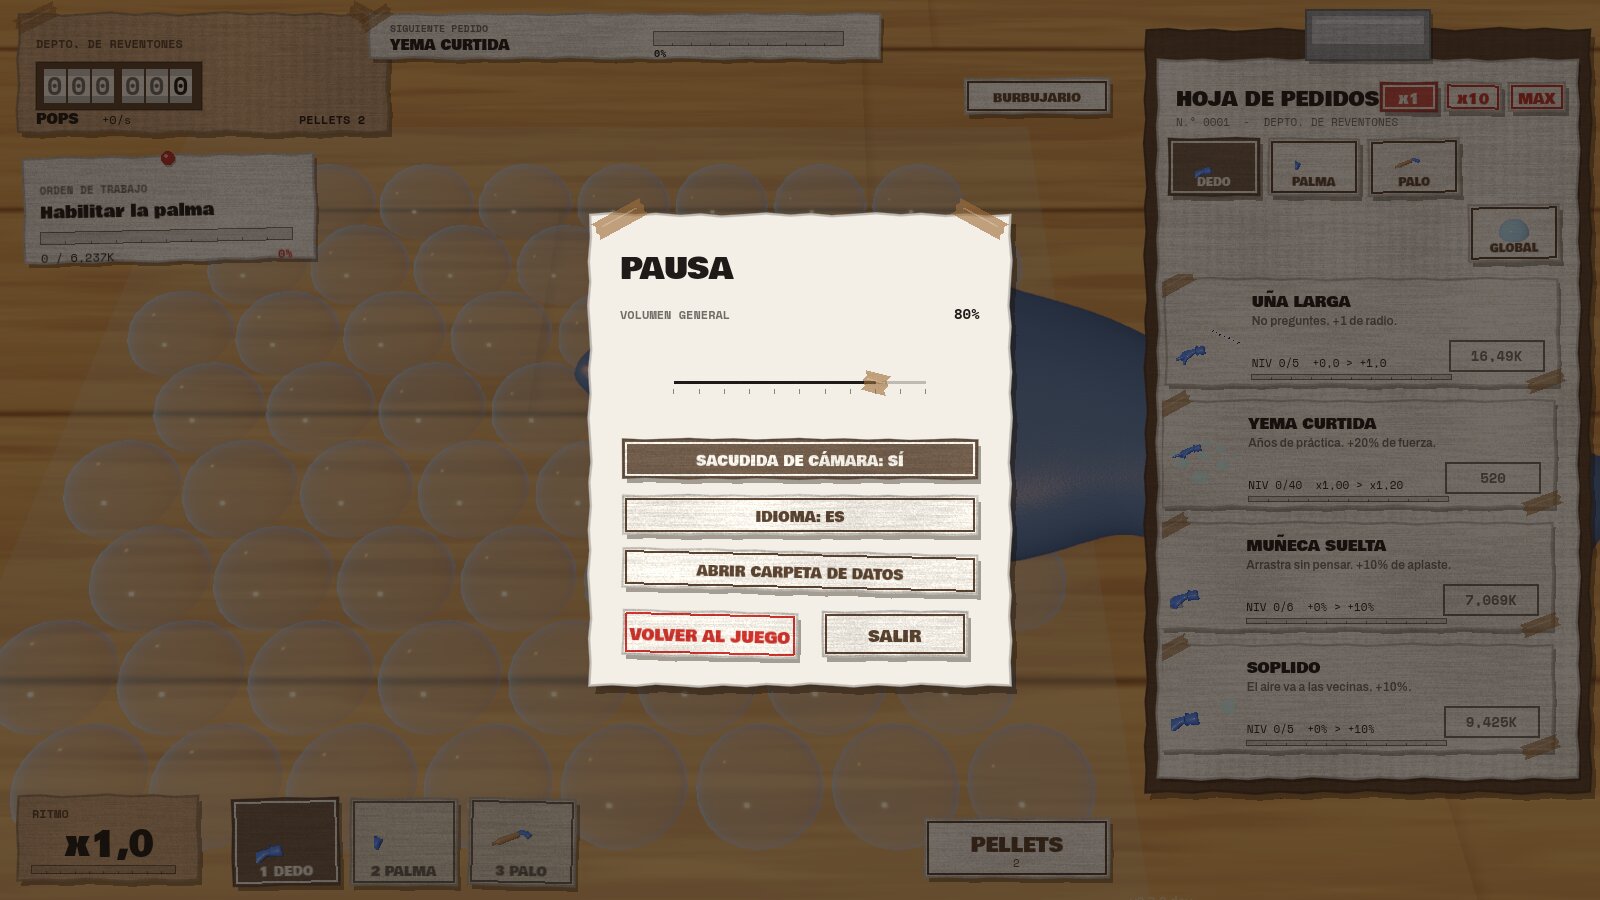 DEPTO. DE REVENTONES
000 000
POPS +0/s PELLETS 2
SIGUIENTE PEDIDO
YEMA CURTIDA
0%
BURBUJARIO
ORDEN DE TRABAJO
Habilitar la palma
0 / 6,237K 0%
PAUSA
VOLUMEN GENERAL 80%
SACUDIDA DE CÁMARA: SÍ
IDIOMA: ES
ABRIR CARPETA DE DATOS
VOLVER AL JUEGO SALIR
HOJA DE PEDIDOS x1 x10 MAX
N.° 0001 - DEPTO. DE REVENTONES
DEDO PALMA PALO
GLOBAL
UÑA LARGA
No preguntes. +1 de radio.
NIV 0/5 +0,0 > +1,0 16,49K
YEMA CURTIDA
Años de práctica. +20% de fuerza.
NIV 0/40 x1,00 > x1,20 520
MUÑECA SUELTA
Arrastra sin pensar. +10% de aplaste.
NIV 0/6 +0% > +10% 7,069K
SOPLIDO
El aire va a las vecinas. +10%.
NIV 0/5 +0% > +10% 9,425K
RITMO
x1,0
1 DEDO 2 PALMA 3 PALO
PELLETS
2